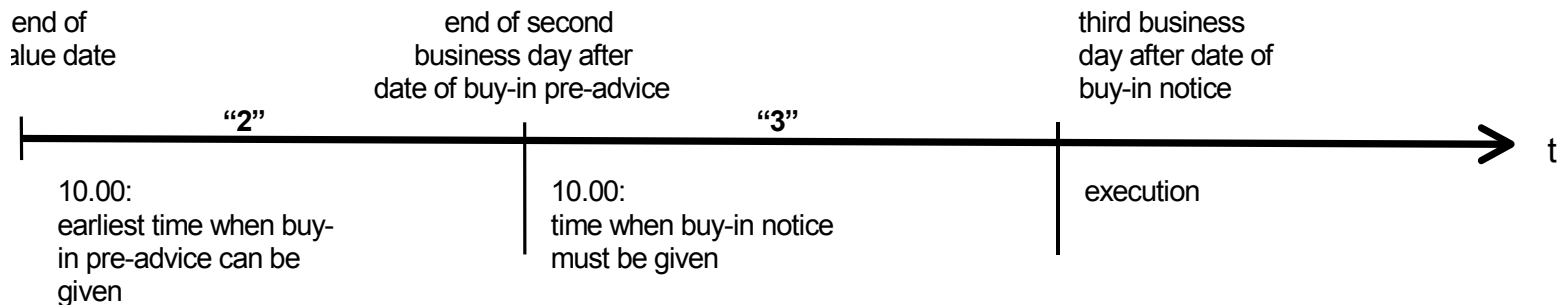 end of
alue date
end of second
business day after
date of buy-in pre-advice
third business
day after date of
buy-in notice
“2”
“3”
t
10.00:
earliest time when buy-
in pre-advice can be
given
10.00:
time when buy-in notice
must be given
execution